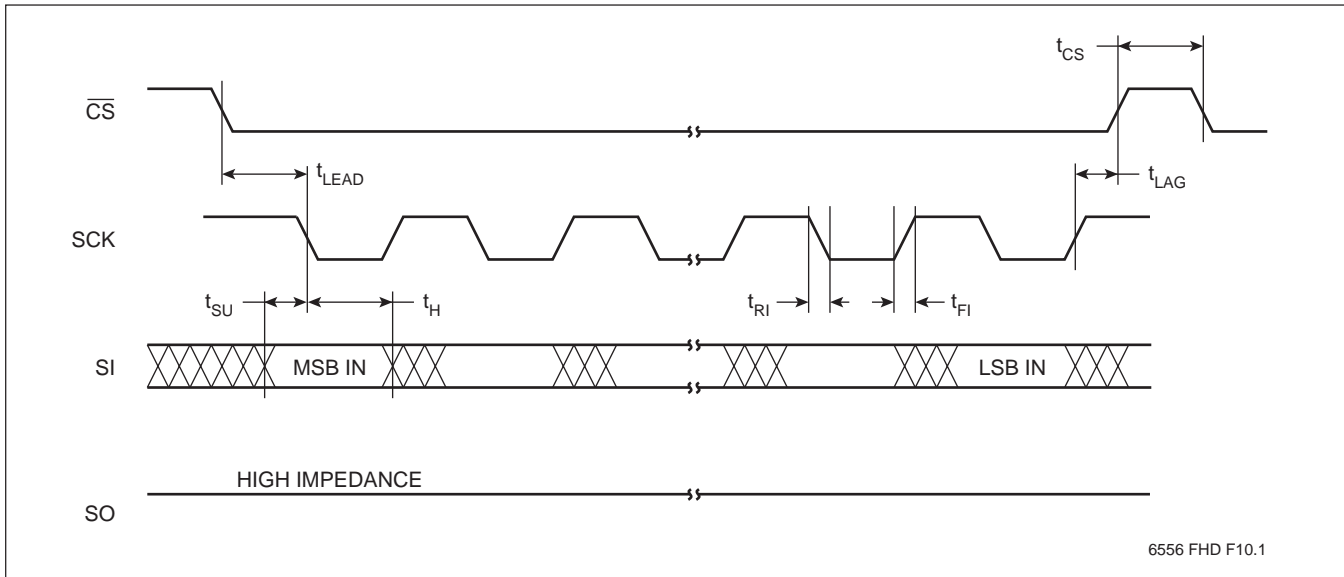 tCS
CS
tLEAD
tLAG
SCK
tSU
tH
tRI
tFI
SI
MSB IN
LSB IN
HIGH IMPEDANCE
SO
6556 FHD F10.1